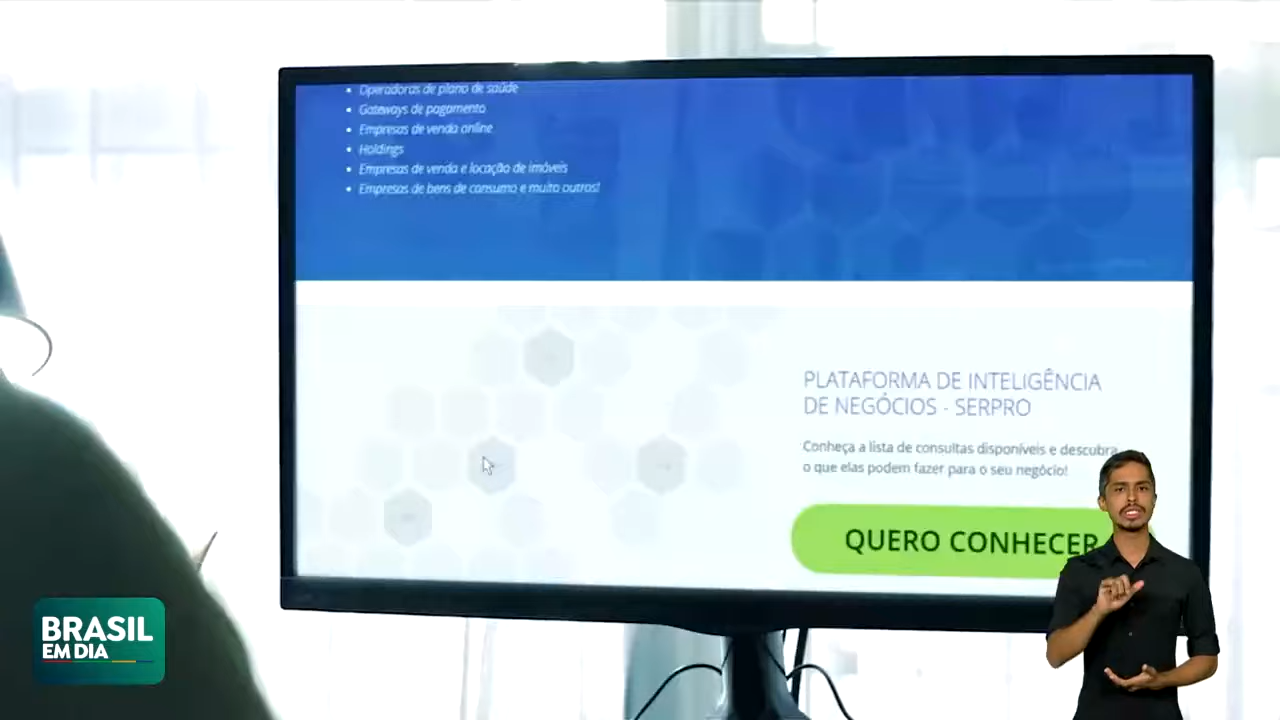 Operadoras de plano de saúde
Gateways de pagamento
Empresas de venda online
Holdings
Empresas de venda e locação de imóveis
Empresas de bens de consumo e muito outros!
PLATAFORMA DE INTELIGÊNCIA
DE NEGÓCIOS - SERPRO
Conheça a lista de consultas disponíveis e descubra
o que elas podem fazer para o seu negócio!
QUERO CONHECER
BRASIL
EM DIA